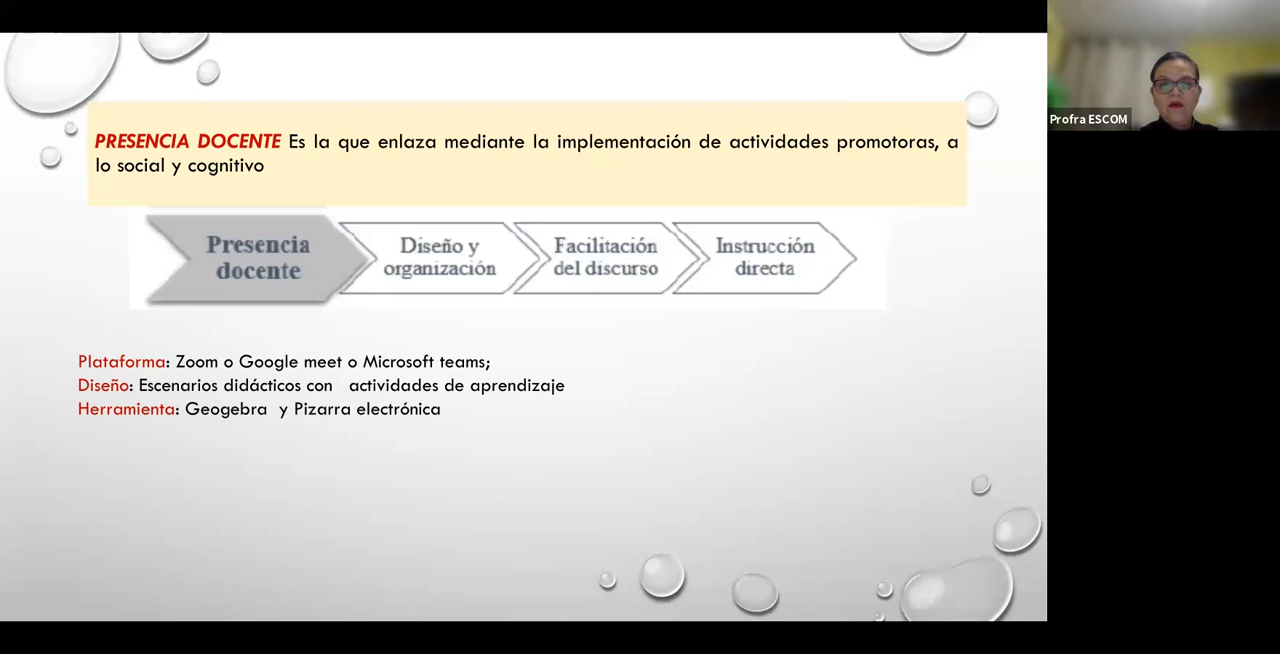 PRESENCIA DOCENTE Es la que enlaza mediante la implementación de actividades promotoras, a
lo social y cognitivo
Presencia
docente
Diseño y
organización
Facilitación
del discurso
Instrucción
directa
Plataforma: Zoom o Google meet o Microsoft teams;
Diseño: Escenarios didácticos con actividades de aprendizaje
Herramienta: Geogebra y Pizarra electrónica
Profra ESCOM